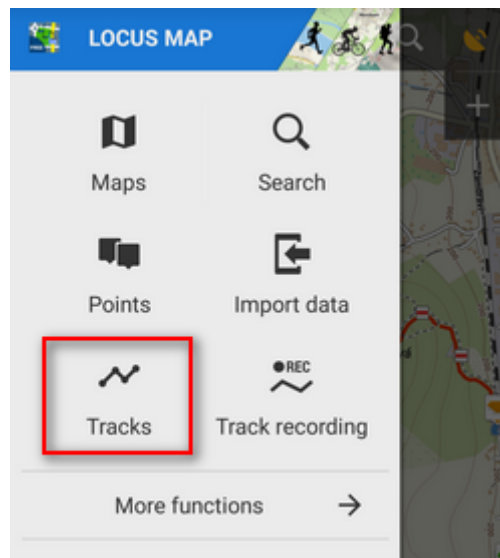 LOCUS MAP
Maps
Search
Points
Import data
REC
Tracks
Track recording
More functions